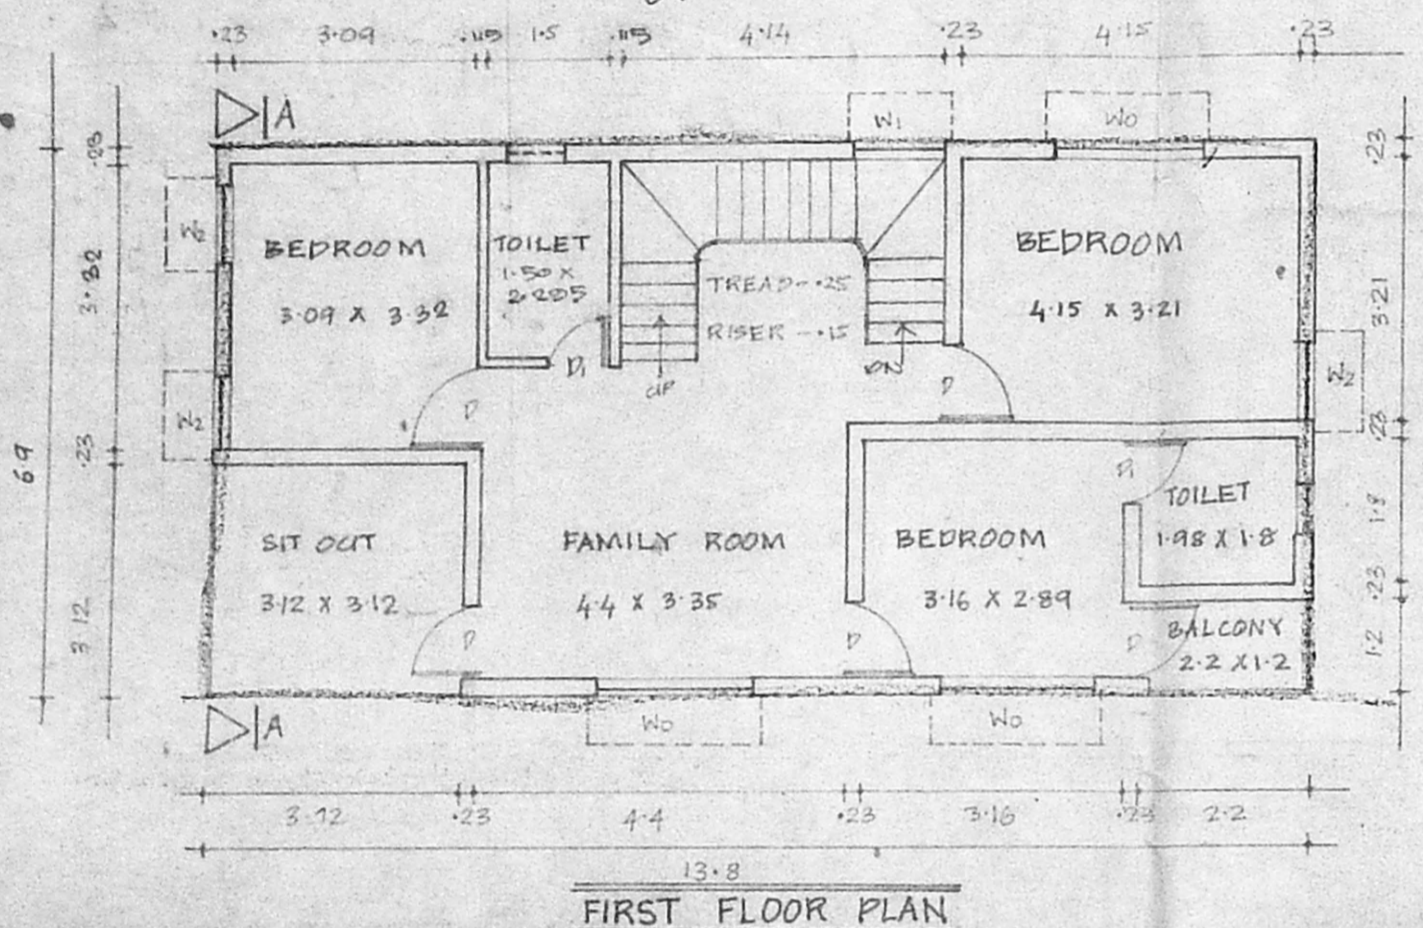 .23 3.09 .115 1.5 .115 4.14 .23 4.15 .23
A
W1 W0
.23
.23
BEDROOM
3.09 X 3.32
TOILET
1.50 X
2.205
TREAD-.25
RISER-.15
BEDROOM
4.15 X 3.21
3.32
3.21
W2
W2
W2
D1
UP
DN
D
D
.23
.23
69
D1
SIT OUT
3.12 X 3.12
FAMILY ROOM
4.4 X 3.35
BEDROOM
3.16 X 2.89
TOILET
1.98 X 1.8
1.8
.23
3.12
D
D
D
BALCONY
2.2 X 1.2
1.2
A
W0 W0
3.12 .23 4.4 .23 3.16 .23 2.2
13.8
FIRST FLOOR PLAN